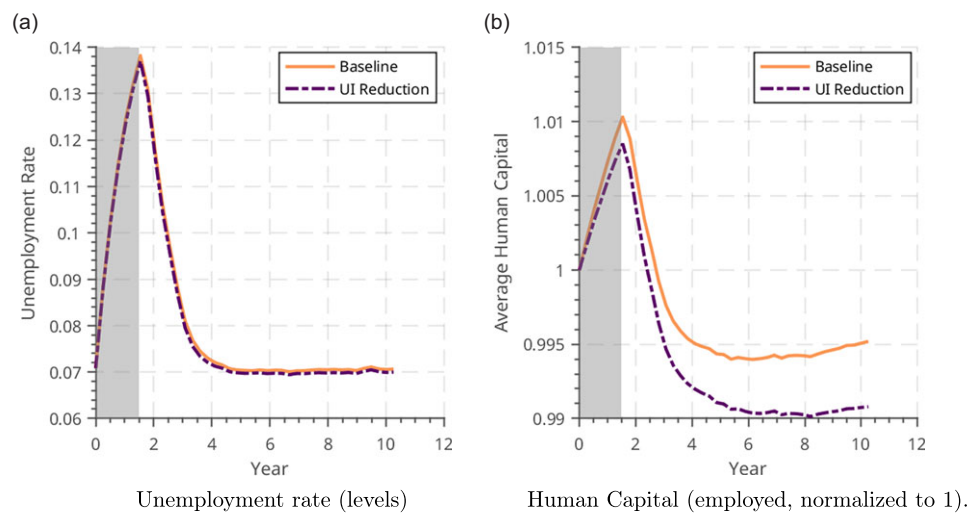 (a)
0.14
0.13
0.12
0.11
0.1
0.09
0.08
0.07
0.06
Unemployment Rate
Baseline
UI Reduction
0 2 4 6 8 10 12
Year
Unemployment rate (levels)
(b)
1.015
1.01
1.005
1
0.995
0.99
Average Human Capital
Baseline
UI Reduction
0 2 4 6 8 10 12
Year
Human Capital (employed, normalized to 1).